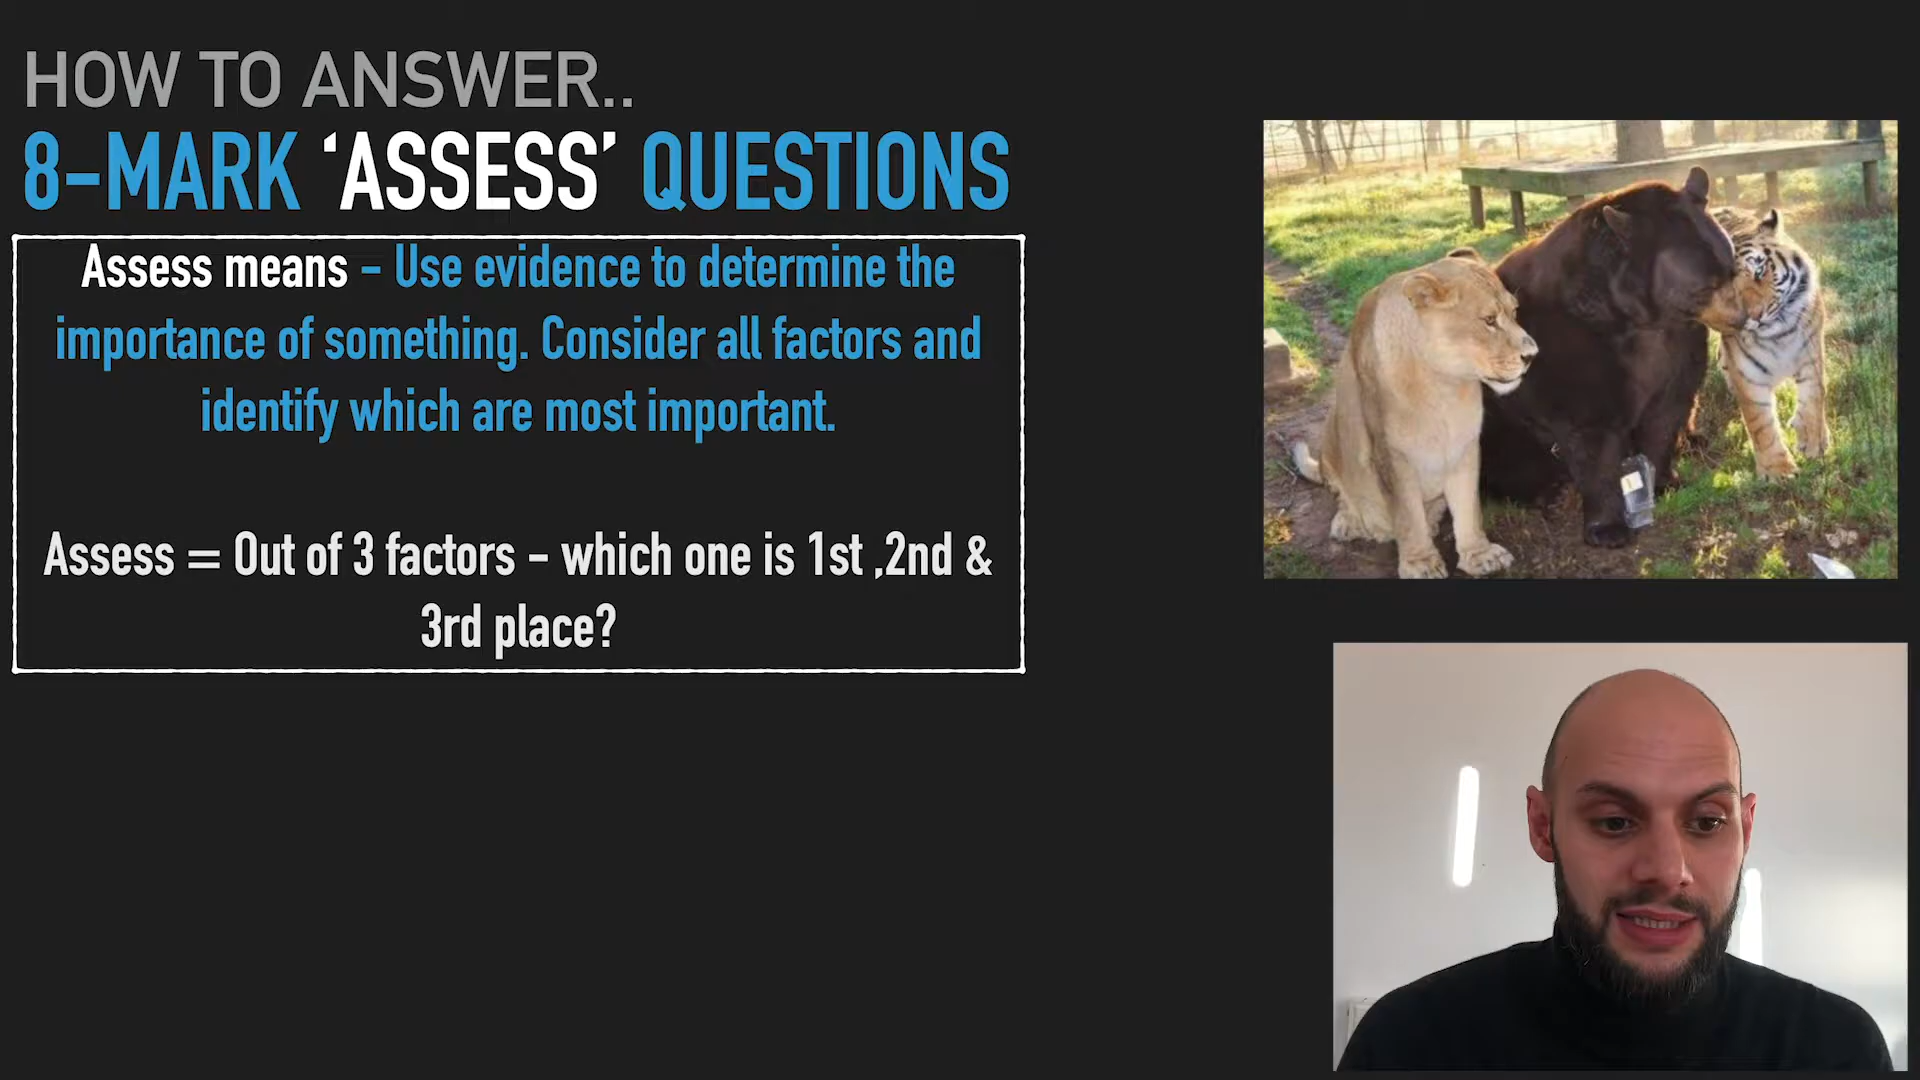 HOW TO ANSWER..
8-MARK ‘ASSESS’ QUESTIONS
Assess means - Use evidence to determine the
importance of something. Consider all factors and
identify which are most important.
Assess = Out of 3 factors - which one is 1st ,2nd &
3rd place?